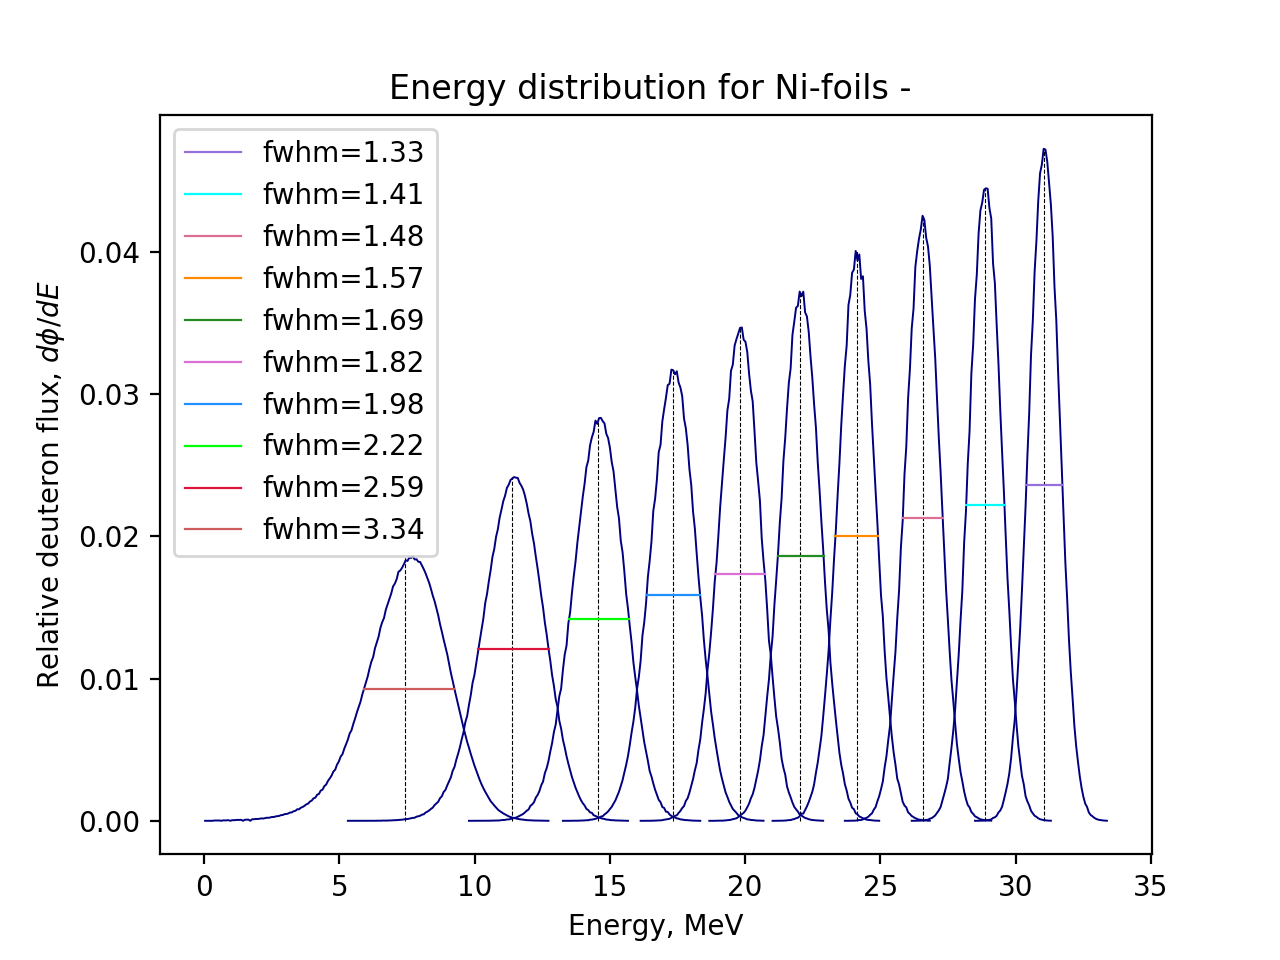 Energy distribution for Ni-foils -
fwhm=1.33
fwhm=1.41
fwhm=1.48
fwhm=1.57
fwhm=1.69
fwhm=1.82
fwhm=1.98
fwhm=2.22
fwhm=2.59
fwhm=3.34
Relative deuteron flux, dϕ/dE
0.04
0.03
0.02
0.01
0.00
0 5 10 15 20 25 30 35
Energy, MeV